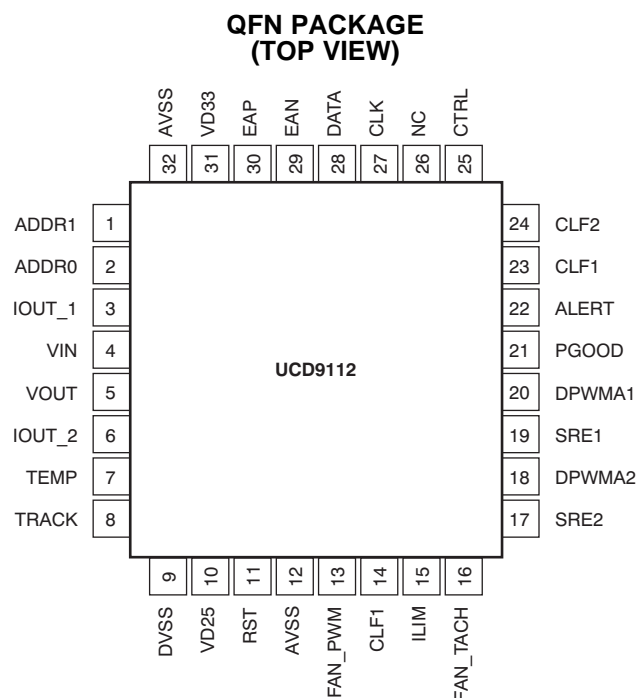 QFN PACKAGE
(TOP VIEW)
AVSS
VD33
EAP
EAN
DATA
CLK
NC
CTRL
32
31
30
29
28
27
26
25
ADDR1 1
ADDR0 2
IOUT_1 3
VIN 4
VOUT 5
IOUT_2 6
TEMP 7
TRACK 8
UCD9112
24 CLF2
23 CLF1
22 ALERT
21 PGOOD
20 DPWMA1
19 SRE1
18 DPWMA2
17 SRE2
9
10
11
12
13
14
15
16
DVSS
VD25
RST
AVSS
FAN_PWM
CLF1
ILIM
FAN_TACH